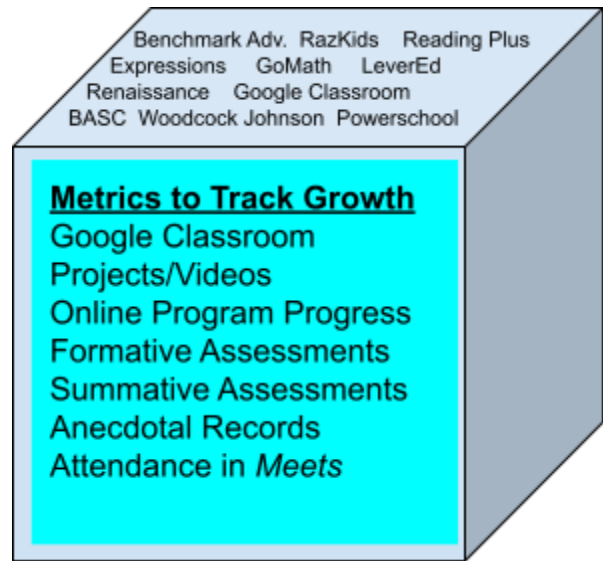 Benchmark Adv. RazKids Reading Plus
Expressions GoMath LeverEd
Renaissance Google Classroom
BASC Woodcock Johnson Powerschool
Metrics to Track Growth
Google Classroom
Projects/Videos
Online Program Progress
Formative Assessments
Summative Assessments
Anecdotal Records
Attendance in Meets